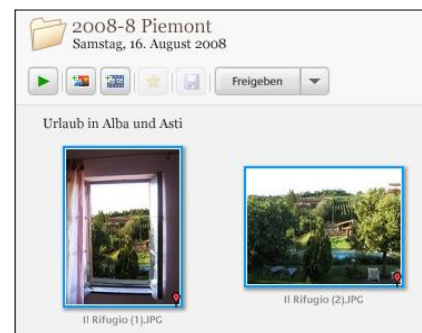 2008-8 Piemont
Samstag, 16. August 2008
Freigeben
Urlaub in Alba und Asti
Il Rifugio (1).JPG
Il Rifugio (2).JPG